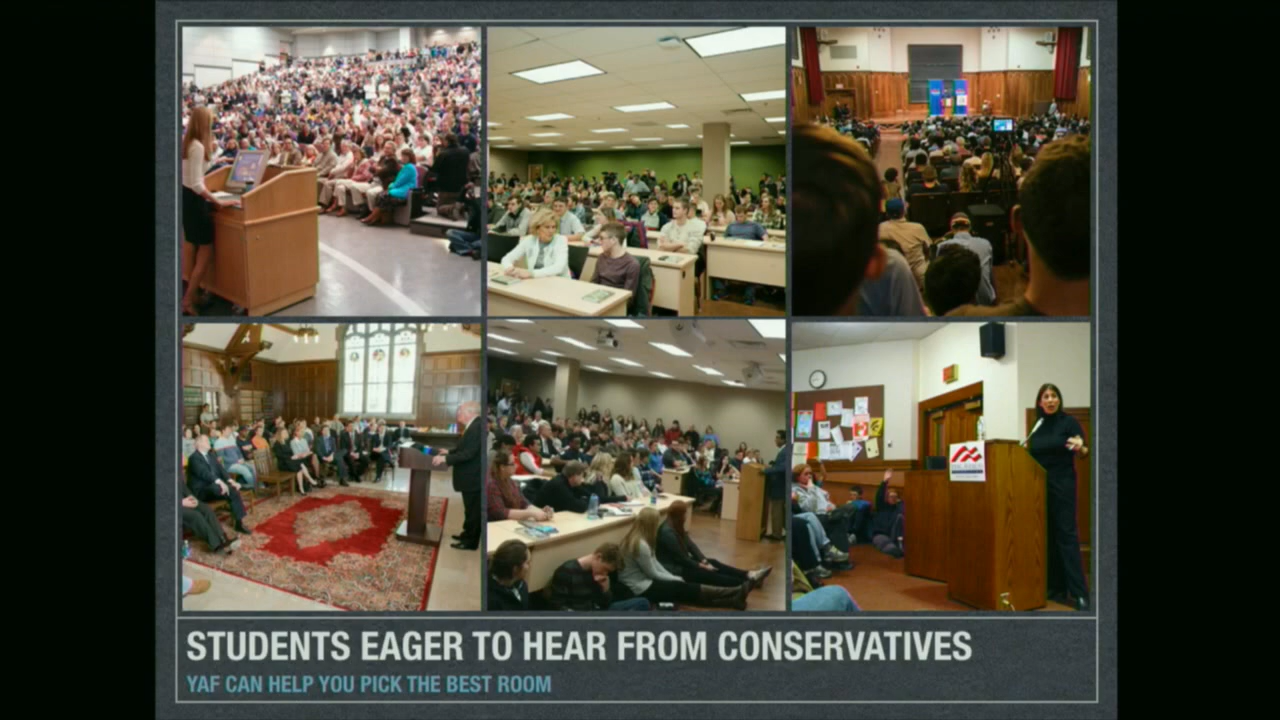 STUDENTS EAGER TO HEAR FROM CONSERVATIVES
YAF CAN HELP YOU PICK THE BEST ROOM